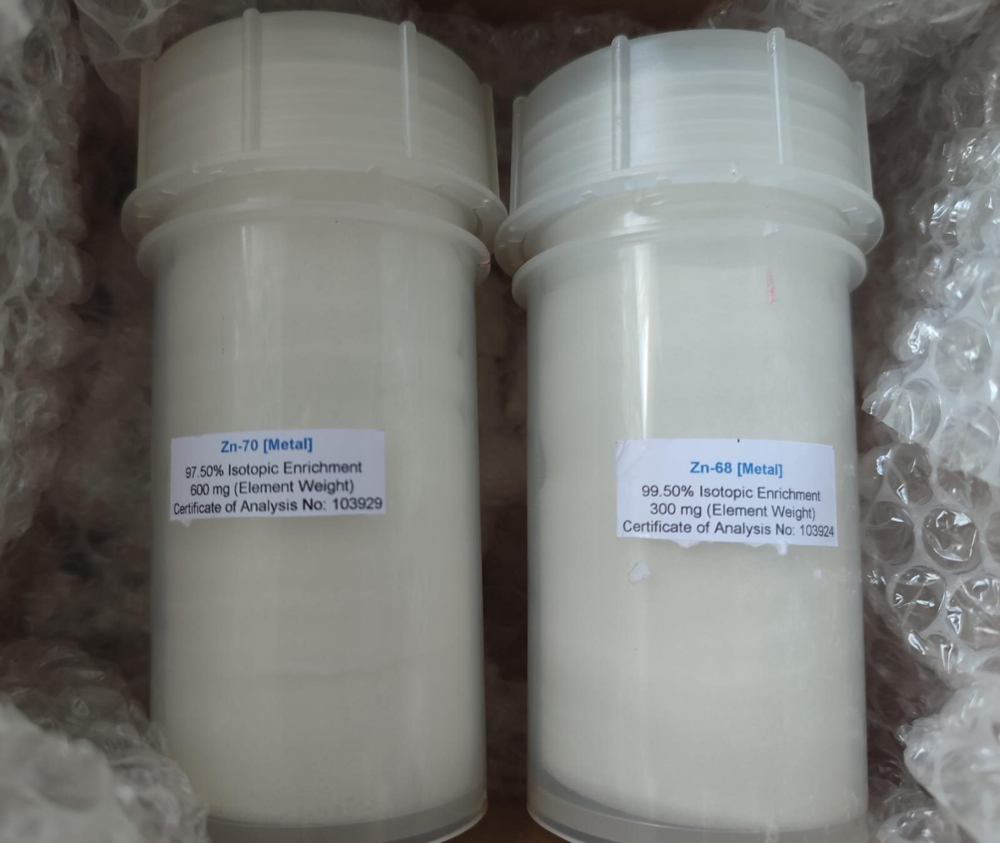 Zn-70 [Metal]
97.50% Isotopic Enrichment
600 mg (Element Weight)
Certificate of Analysis No: 103929
Zn-68 [Metal]
99.50% Isotopic Enrichment
300 mg (Element Weight)
Certificate of Analysis No: 103924